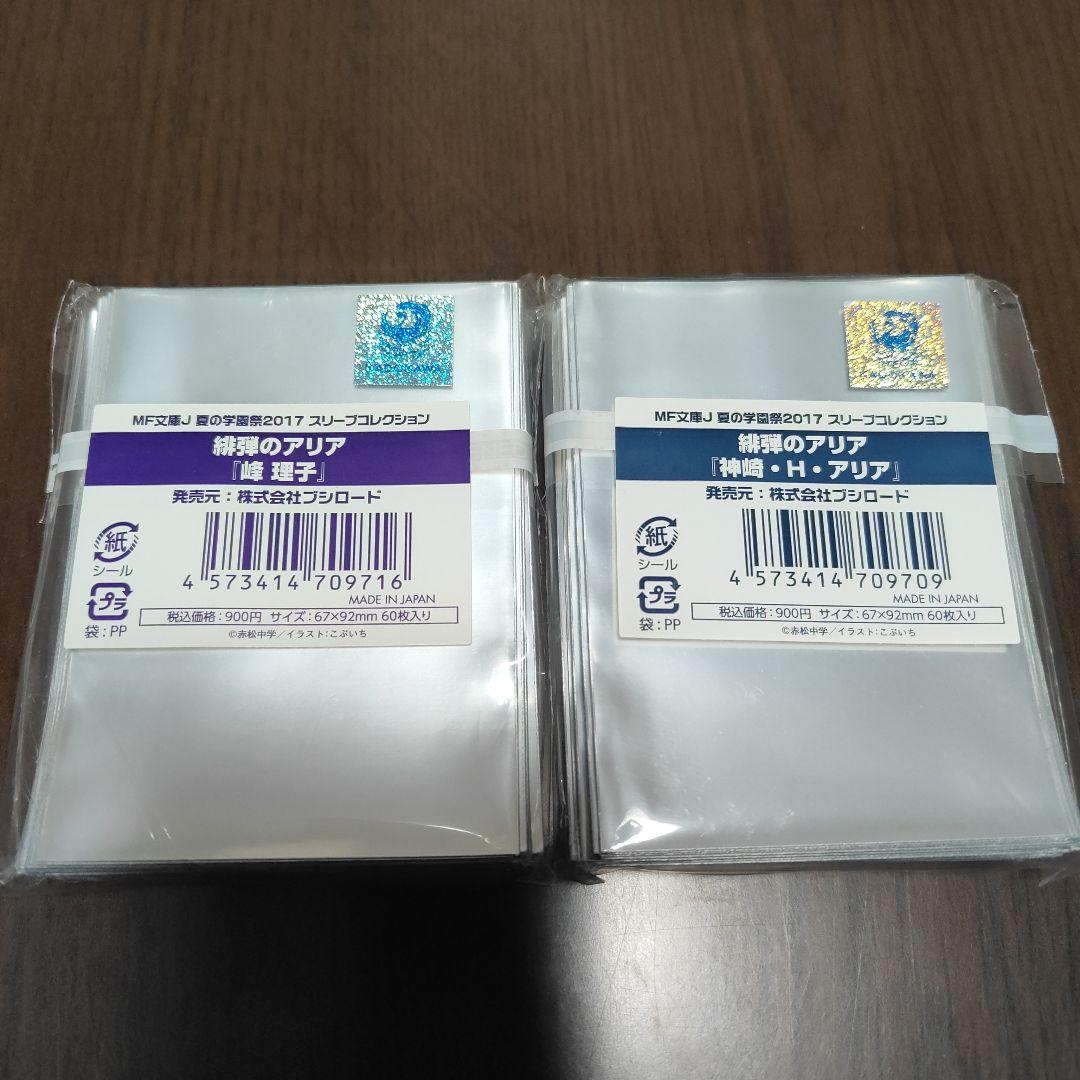 KADOKAWA
MF文庫J 夏の学園祭2017 スリーブコレクション
緋弾のアリア
『峰 理子』
発売元：株式会社ブシロード
紙
シール
プラ
袋：PP
4 573414 709716
MADE IN JAPAN
税込価格：900円 サイズ：67×92mm 60枚入り
©赤松中学／イラスト：こぶいち
MF文庫J 夏の学園祭2017 スリーブコレクション
緋弾のアリア
『神崎・H・アリア』
発売元：株式会社ブシロード
紙
シール
プラ
袋：PP
4 573414 709709
MADE IN JAPAN
税込価格：900円 サイズ：67×92mm 60枚入り
©赤松中学／イラスト：こぶいち